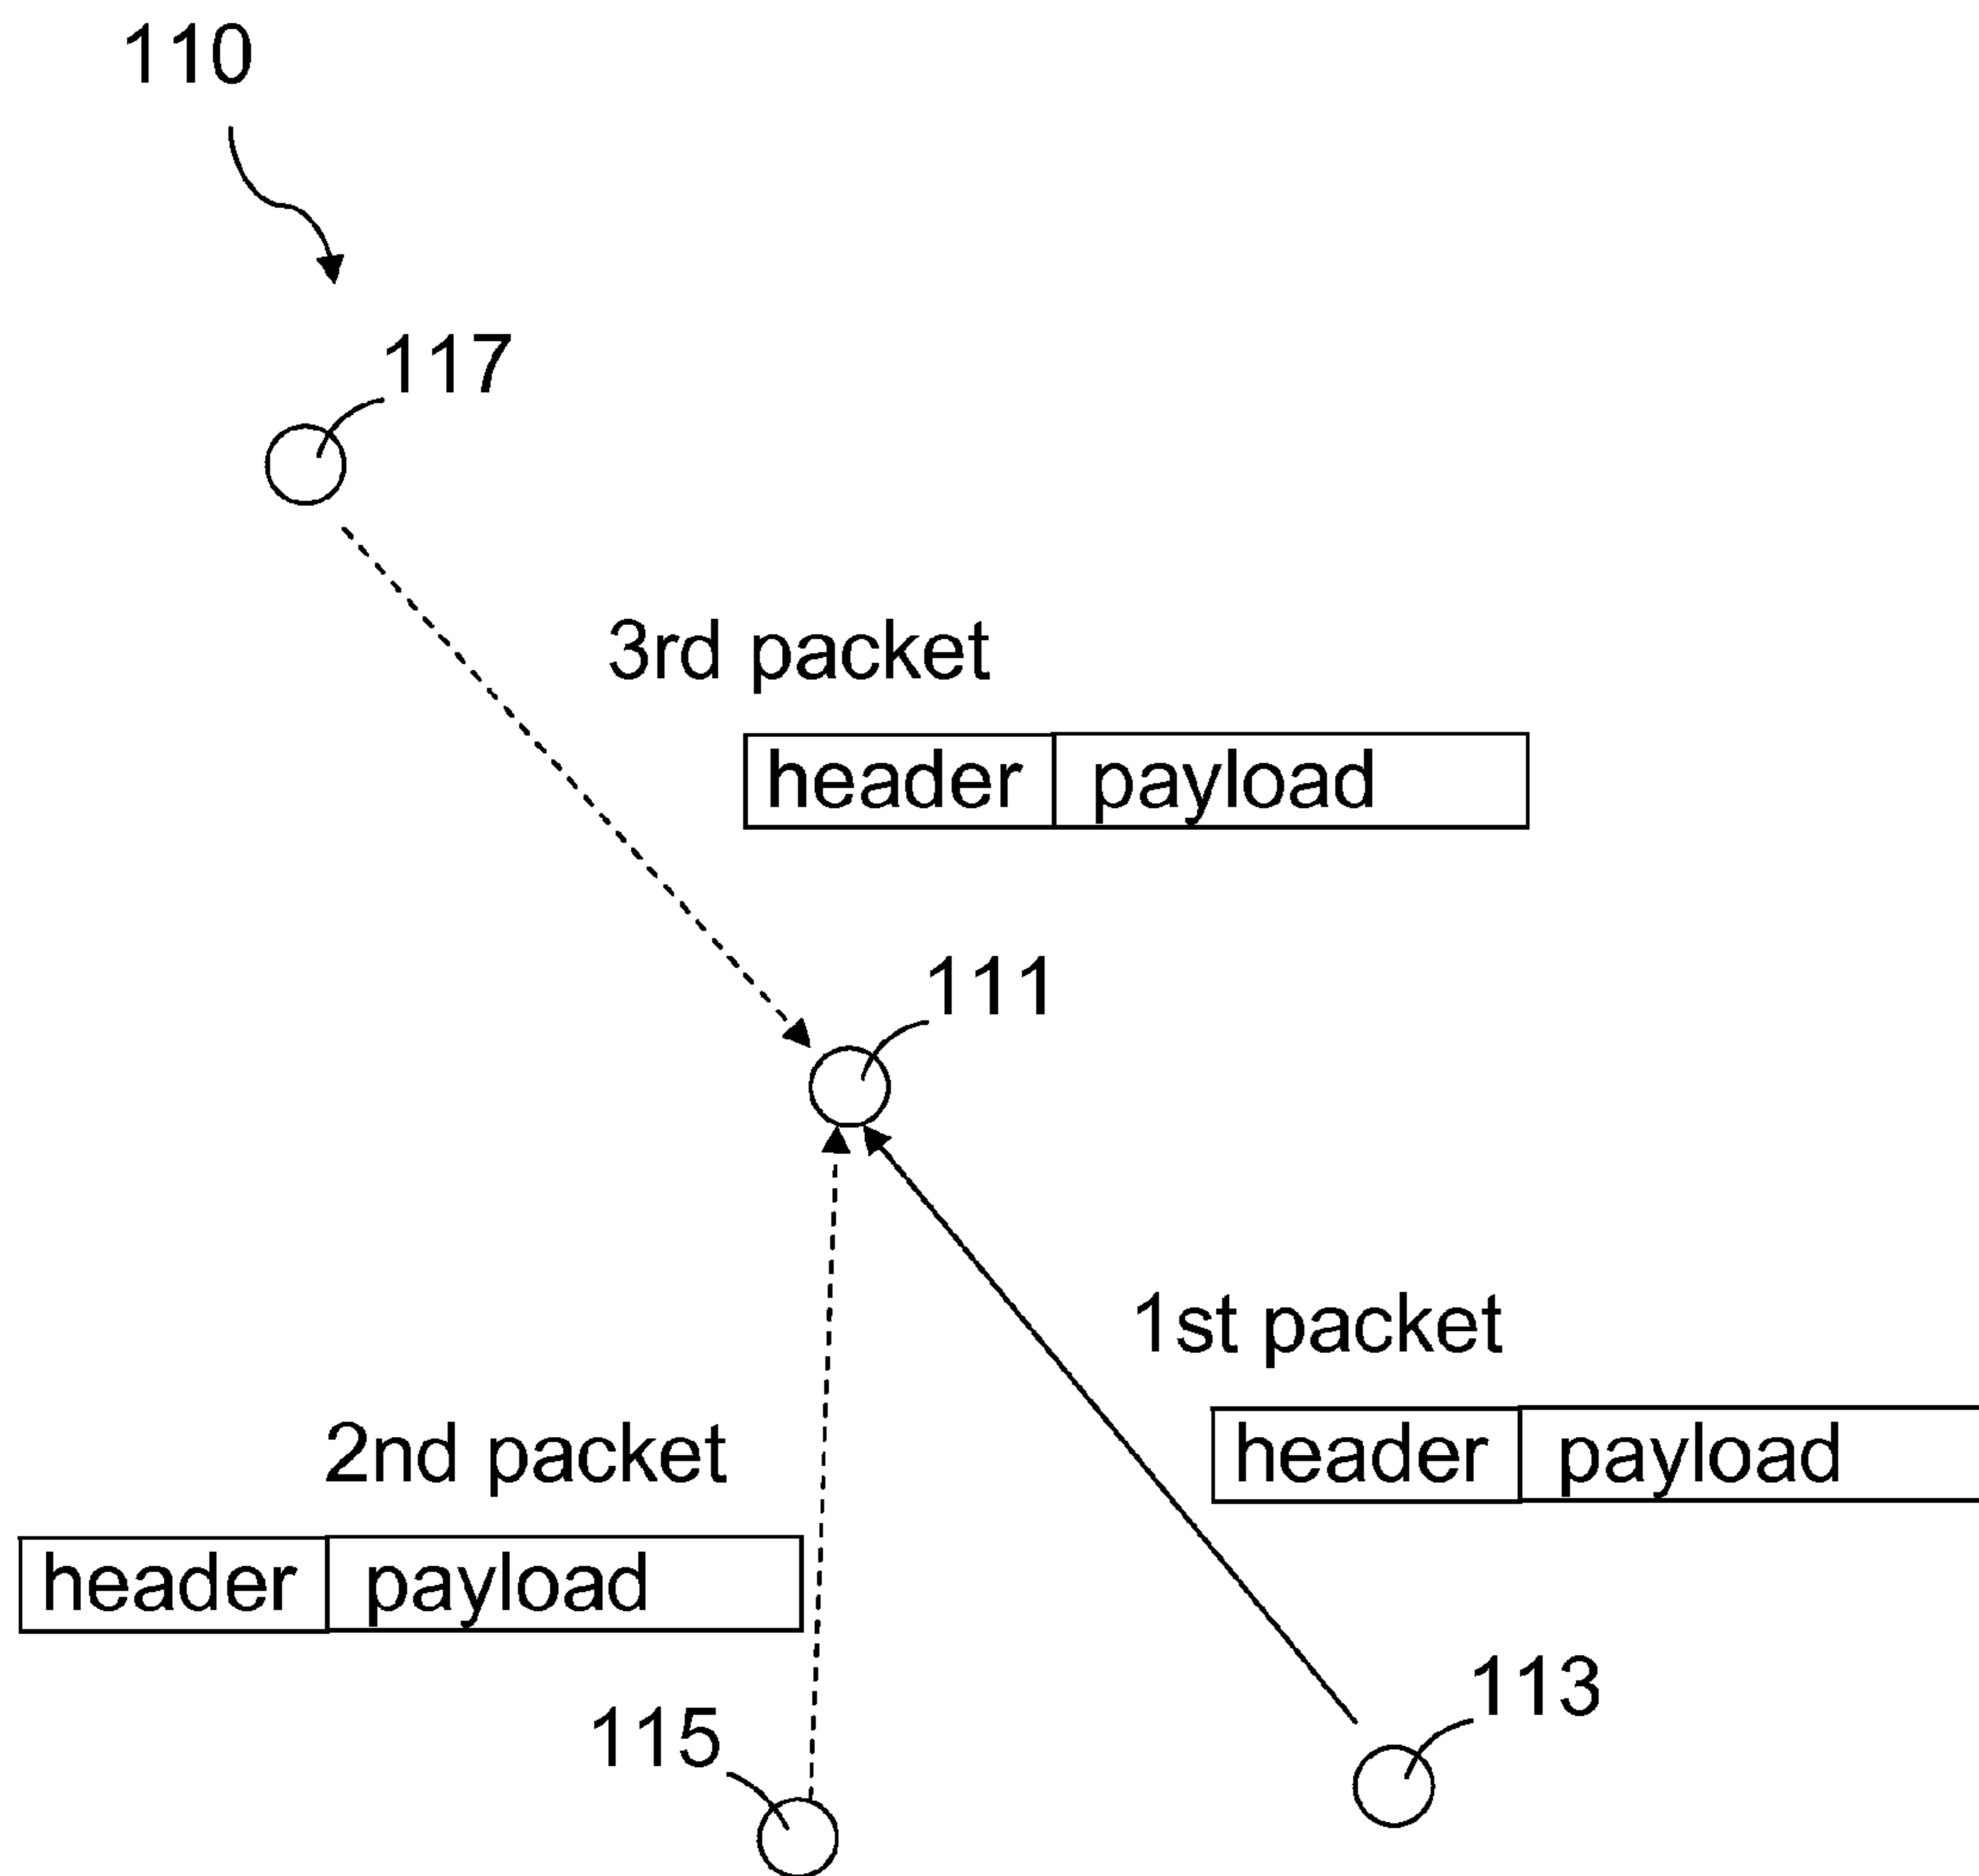 110
117
3rd packet
header payload
111
1st packet
2nd packet
header payload
header payload
113
115